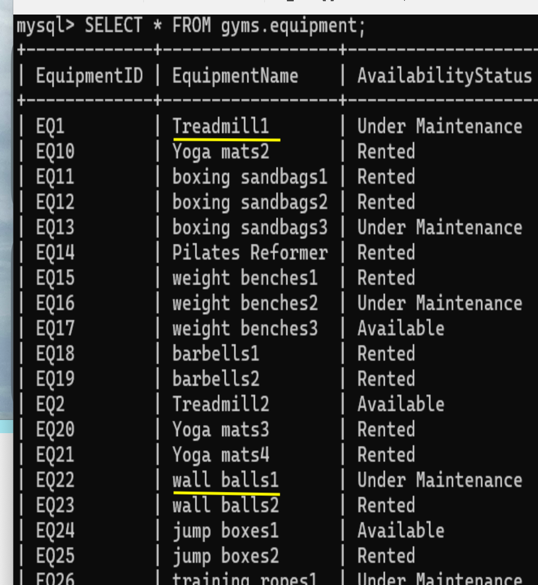 mysql> SELECT * FROM gyms.equipment;
+-------------+------------------+-------------------
| EquipmentID | EquipmentName | AvailabilityStatus
+-------------+------------------+-------------------
| EQ1 | Treadmill1 | Under Maintenance
| EQ10 | Yoga mats2 | Rented
| EQ11 | boxing sandbags1 | Rented
| EQ12 | boxing sandbags2 | Rented
| EQ13 | boxing sandbags3 | Under Maintenance
| EQ14 | Pilates Reformer | Rented
| EQ15 | weight benches1 | Rented
| EQ16 | weight benches2 | Under Maintenance
| EQ17 | weight benches3 | Available
| EQ18 | barbells1 | Rented
| EQ19 | barbells2 | Rented
| EQ2 | Treadmill2 | Available
| EQ20 | Yoga mats3 | Rented
| EQ21 | Yoga mats4 | Rented
| EQ22 | wall balls1 | Under Maintenance
| EQ23 | wall balls2 | Rented
| EQ24 | jump boxes1 | Available
| EQ25 | jump boxes2 | Rented
| EQ26 | training ropes1 | Under Maintenance